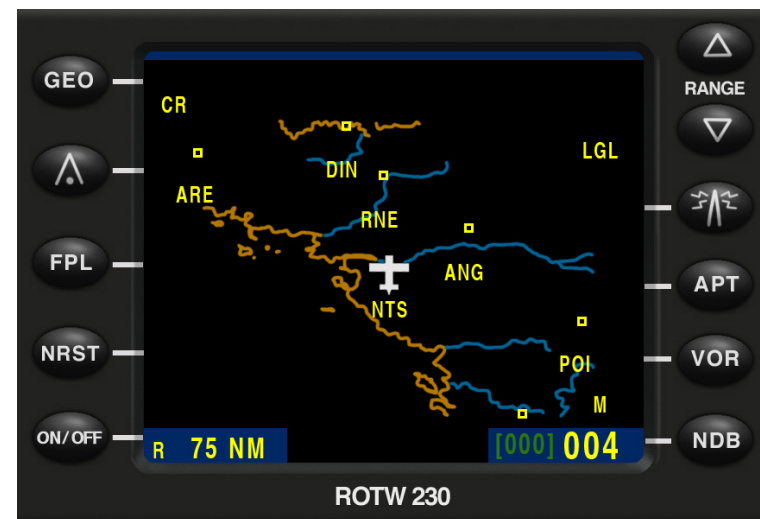 GEO
RANGE
CR
LGL
DIN
ARE
RNE
FPL
ANG
APT
NTS
NRST
VOR
POI
M
ON/OFF
R 75 NM
[000] 004
NDB
ROTW 230